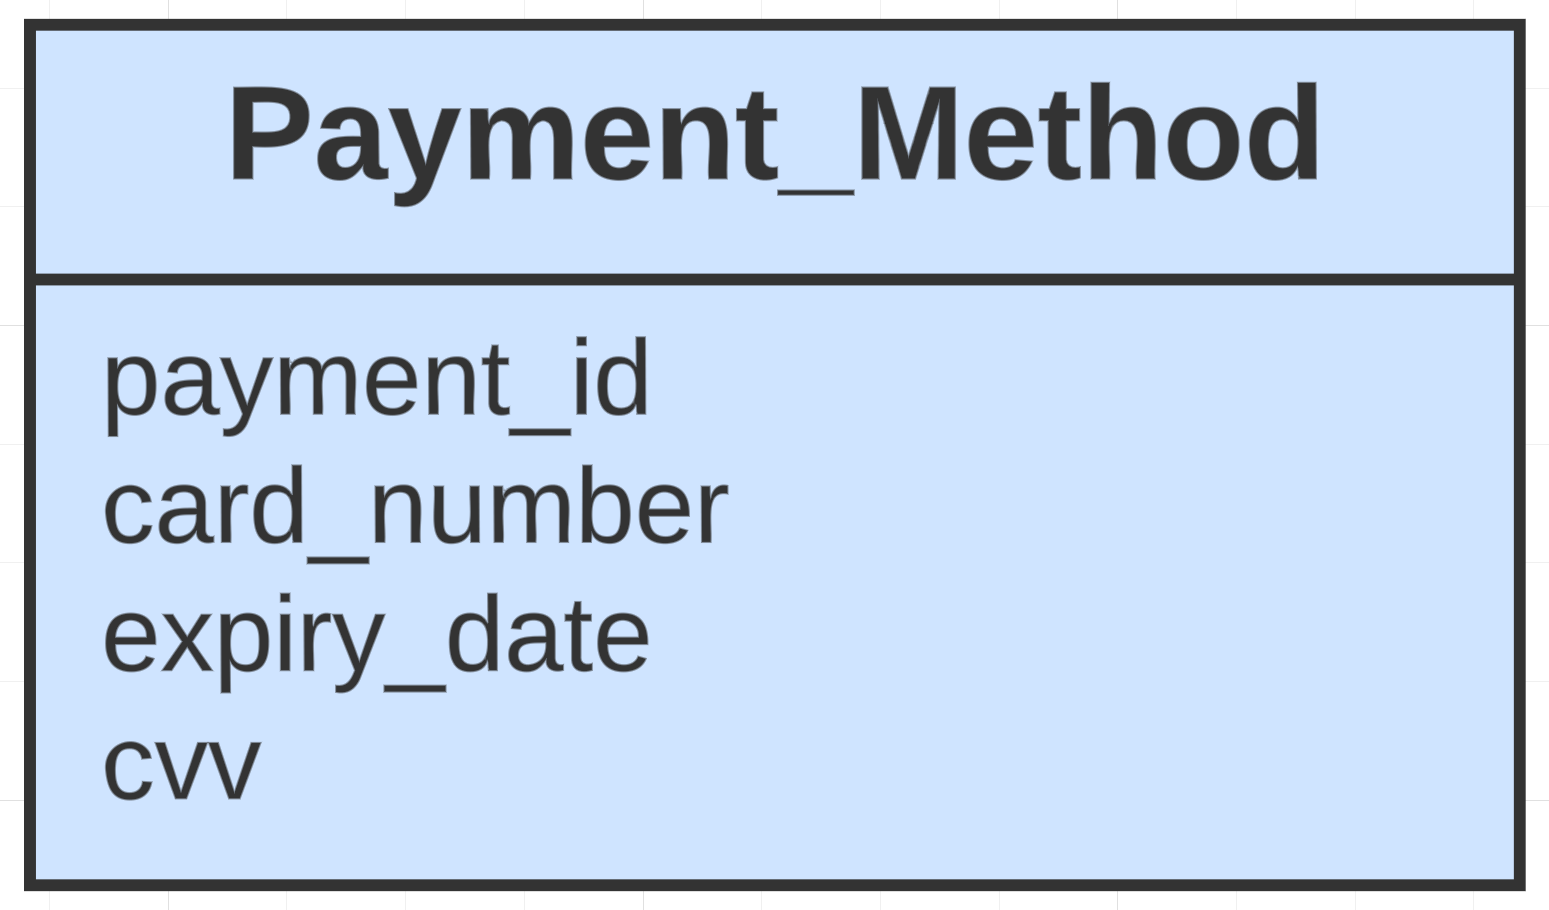 Payment_Method
payment_id
card_number
expiry_date
cvv